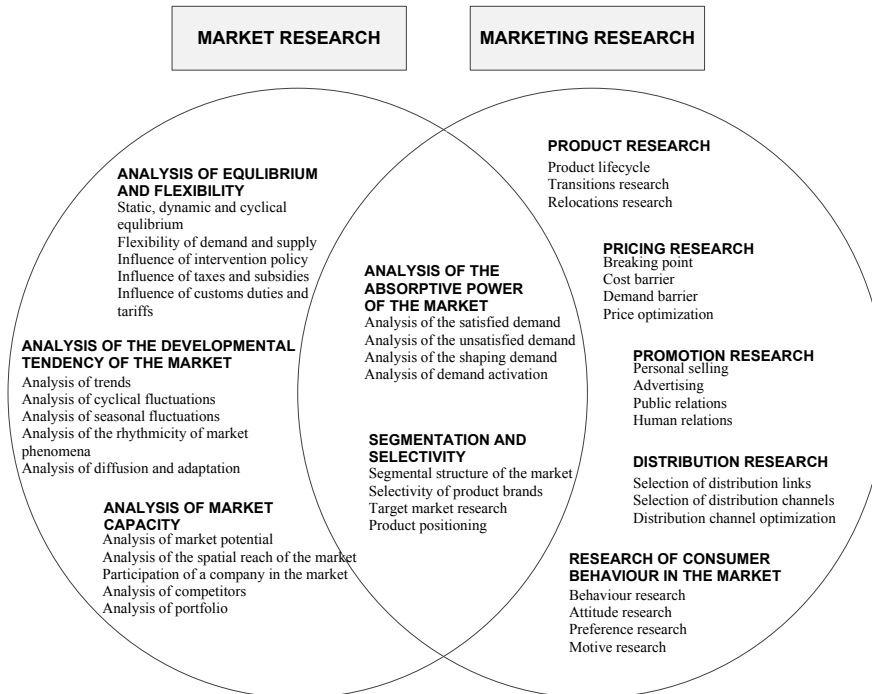 MARKET RESEARCH
MARKETING RESEARCH
ANALYSIS OF EQULIBRIUM
AND FLEXIBILITY
Static, dynamic and cyclical
equlibrium
Flexibility of demand and supply
Influence of intervention policy
Influence of taxes and subsidies
Influence of customs duties and
tariffs
ANALYSIS OF THE DEVELOPMENTAL
TENDENCY OF THE MARKET
Analysis of trends
Analysis of cyclical fluctuations
Analysis of seasonal fluctuations
Analysis of the rhythmicity of market
phenomena
Analysis of diffusion and adaptation
ANALYSIS OF MARKET
CAPACITY
Analysis of market potential
Analysis of the spatial reach of the market
Participation of a company in the market
Analysis of competitors
Analysis of portfolio
ANALYSIS OF THE
ABSORPTIVE POWER
OF THE MARKET
Analysis of the satisfied demand
Analysis of the unsatisfied demand
Analysis of the shaping demand
Analysis of demand activation
SEGMENTATION AND
SELECTIVITY
Segmental structure of the market
Selectivity of product brands
Target market research
Product positioning
PRODUCT RESEARCH
Product lifecycle
Transitions research
Relocations research
PRICING RESEARCH
Breaking point
Cost barrier
Demand barrier
Price optimization
PROMOTION RESEARCH
Personal selling
Advertising
Public relations
Human relations
DISTRIBUTION RESEARCH
Selection of distribution links
Selection of distribution channels
Distribution channel optimization
RESEARCH OF CONSUMER
BEHAVIOUR IN THE MARKET
Behaviour research
Attitude research
Preference research
Motive research